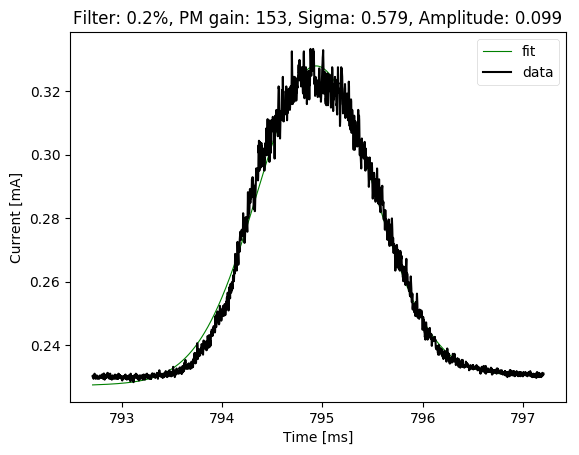 Filter: 0.2%, PM gain: 153, Sigma: 0.579, Amplitude: 0.099
fit
data
0.32
0.30
0.28
0.26
0.24
Current [mA]
793
794
795
796
797
Time [ms]